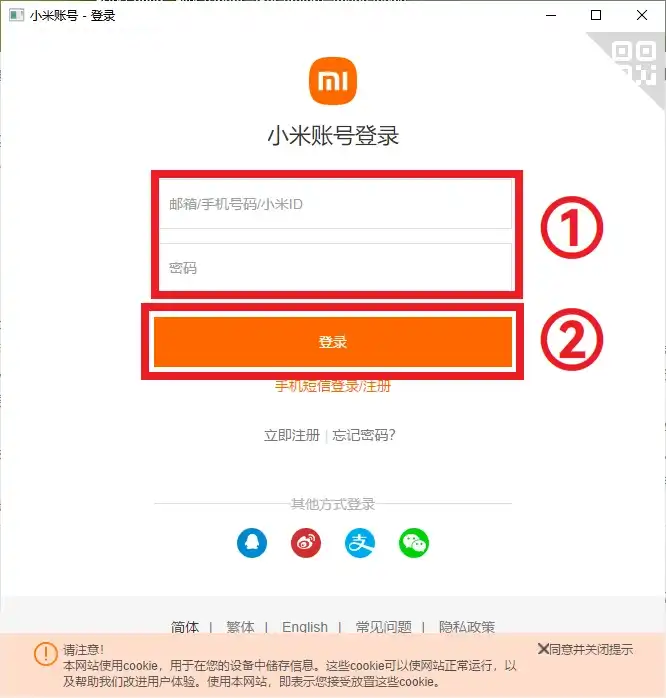 小米账号 - 登录
mi
小米账号登录
邮箱/手机号码/小米ID
①
密码
登录
②
手机短信登录/注册
立即注册 | 忘记密码?
其他方式登录
支
简体 | 繁体 | English | 常见问题 | 隐私政策
请注意!
同意并关闭提示
本网站使用cookie，用于在您的设备中储存信息。这些cookie可以使网站正常运行，以
及帮助我们改进用户体验。使用本网站，即表示您接受放置这些cookie。